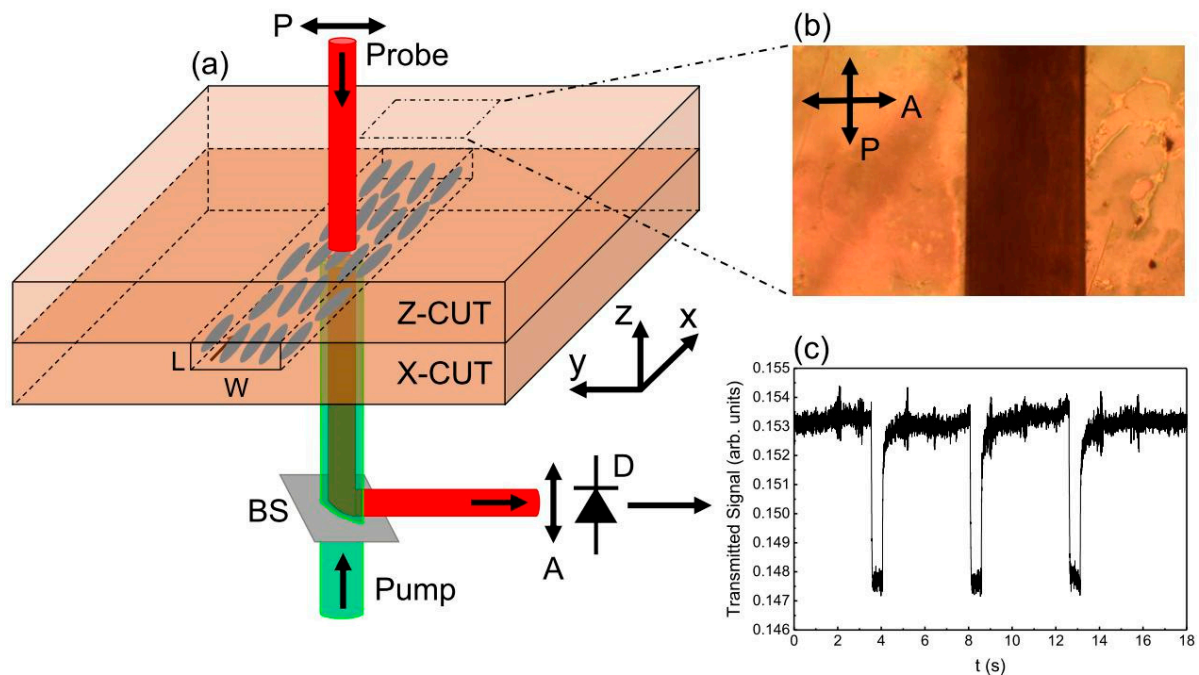 P
Probe
(a)
Z-CUT
X-CUT
L
W
z
x
y
BS
D
A
Pump
(b)
A
P
(c)
Transmitted Signal (arb. units)
0.155
0.154
0.153
0.152
0.151
0.150
0.149
0.148
0.147
0.146
0 2 4 6 8 10 12 14 16 18
t (s)